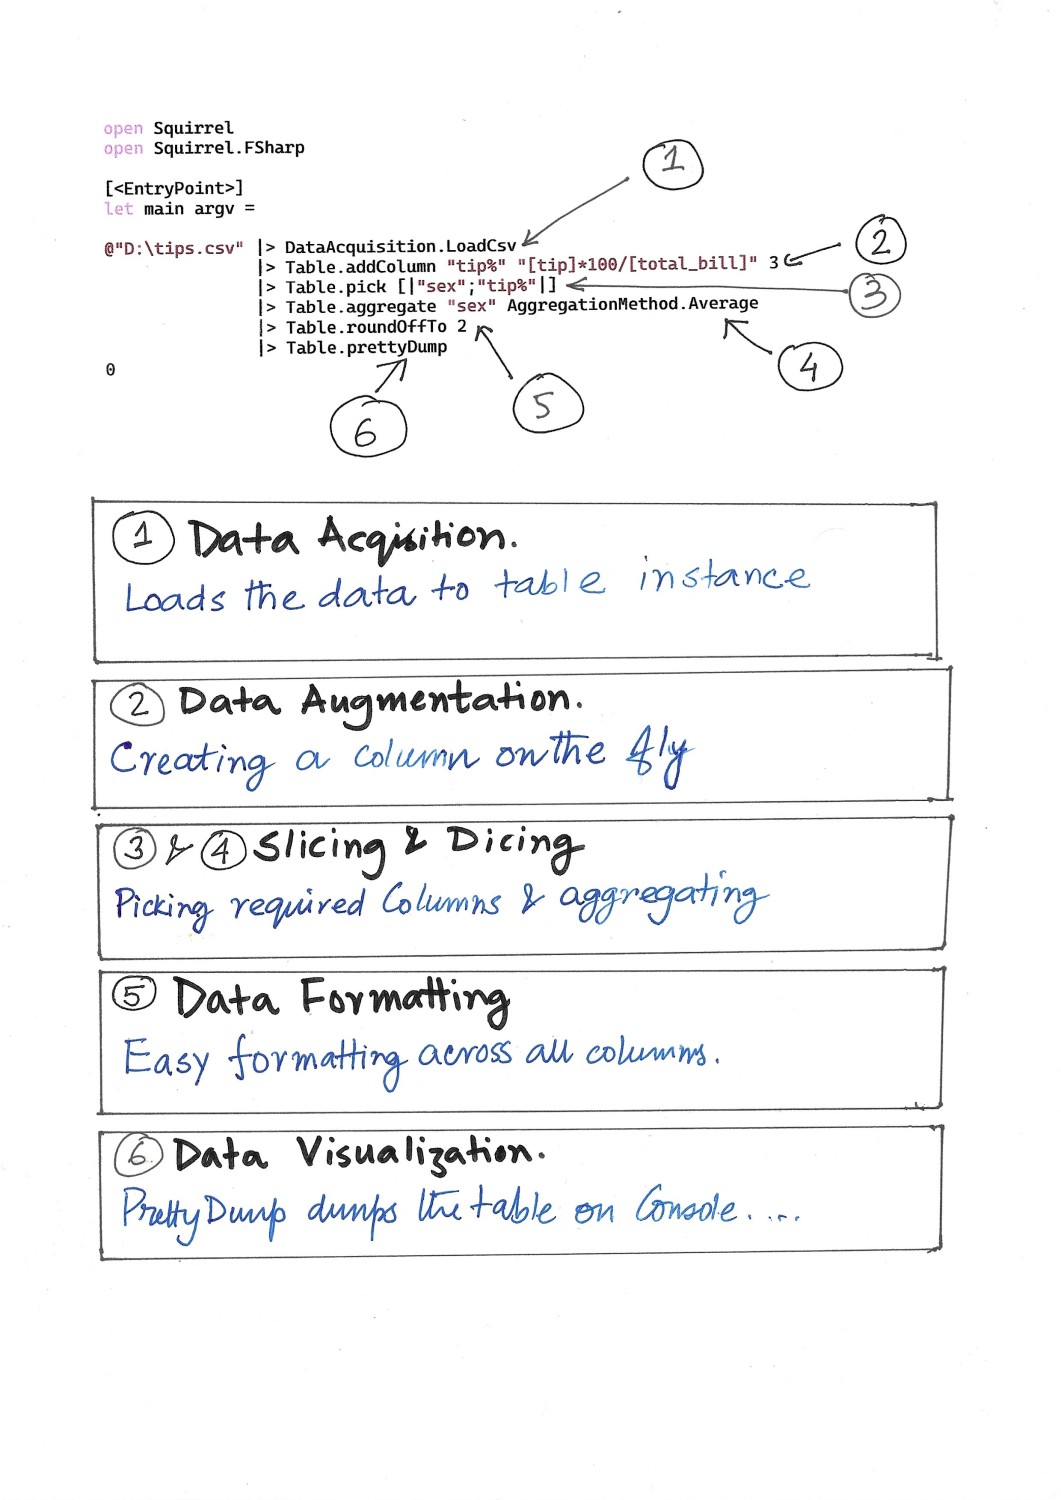 open Squirrel
open Squirrel.FSharp
[<EntryPoint>]
let main argv =
@"D:\tips.csv" |> DataAcquisition.LoadCsv
|> Table.addColumn "tip%" "[tip]*100/[total_bill]" 3
|> Table.pick [|"sex";"tip%"|]
|> Table.aggregate "sex" AggregationMethod.Average
|> Table.roundOffTo 2
|> Table.prettyDump
0
1
2
3
4
5
6
1 Data Acqisition.
Loads the data to table instance
2 Data Augmentation.
Creating a column on the fly
3 & 4 Slicing & Dicing
Picking required Columns & aggregating
5 Data Formatting
Easy formatting across all columns.
6 Data Visualization.
PrettyDump dumps the table on Console....